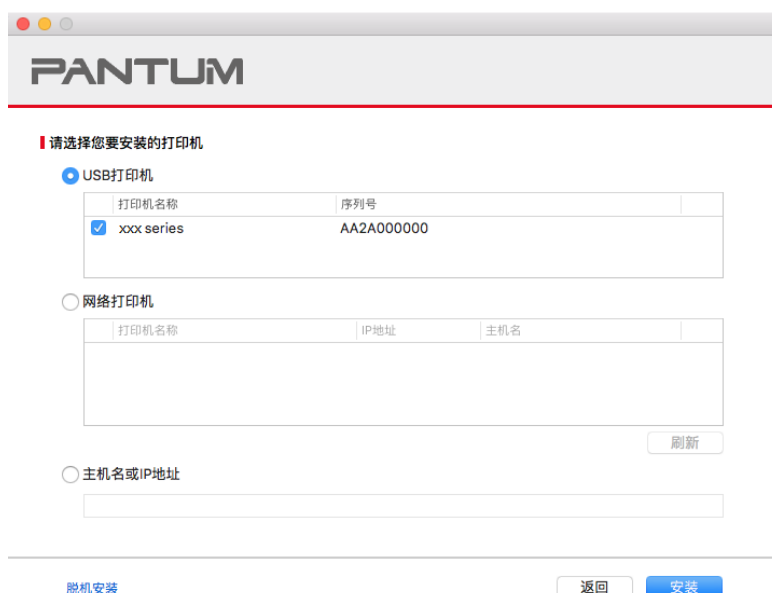 PANTUM
请选择您要安装的打印机
USB打印机
打印机名称 序列号
xxx series AA2A000000
网络打印机
打印机名称 IP地址 主机名
刷新
主机名或IP地址
脱机安装 返回 安装